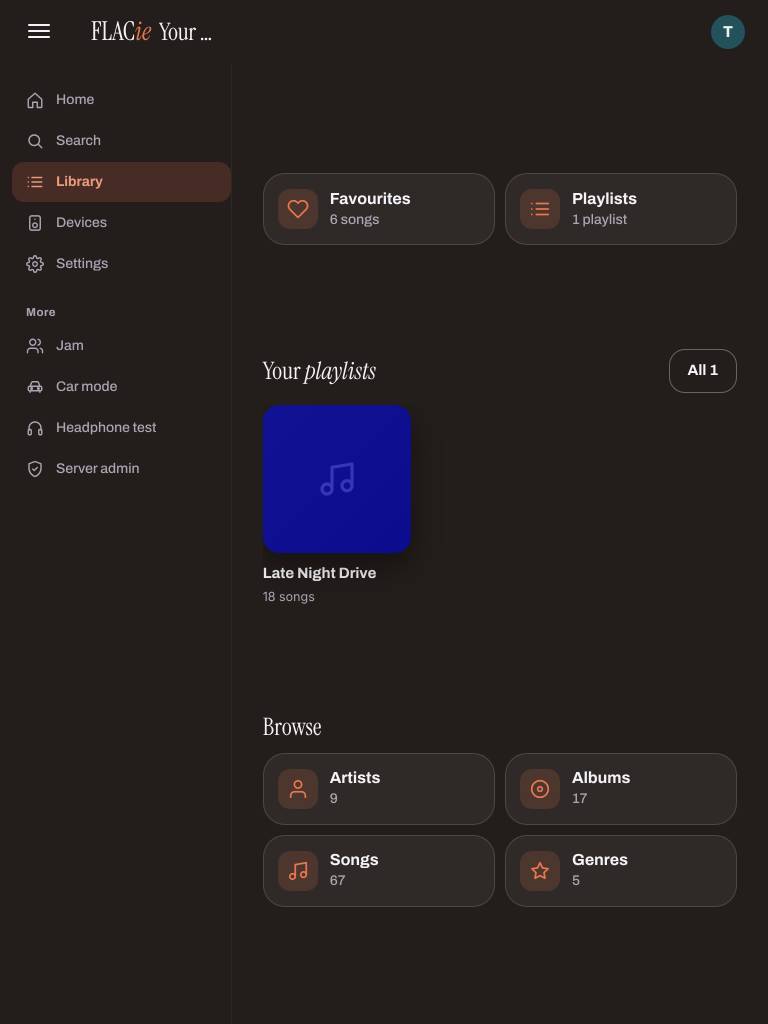 FLACie Your ...
T
Home
Search
Library
Devices
Settings
More
Jam
Car mode
Headphone test
Server admin
Favourites
6 songs
Playlists
1 playlist
Your playlists
All 1
Late Night Drive
18 songs
Browse
Artists
9
Albums
17
Songs
67
Genres
5